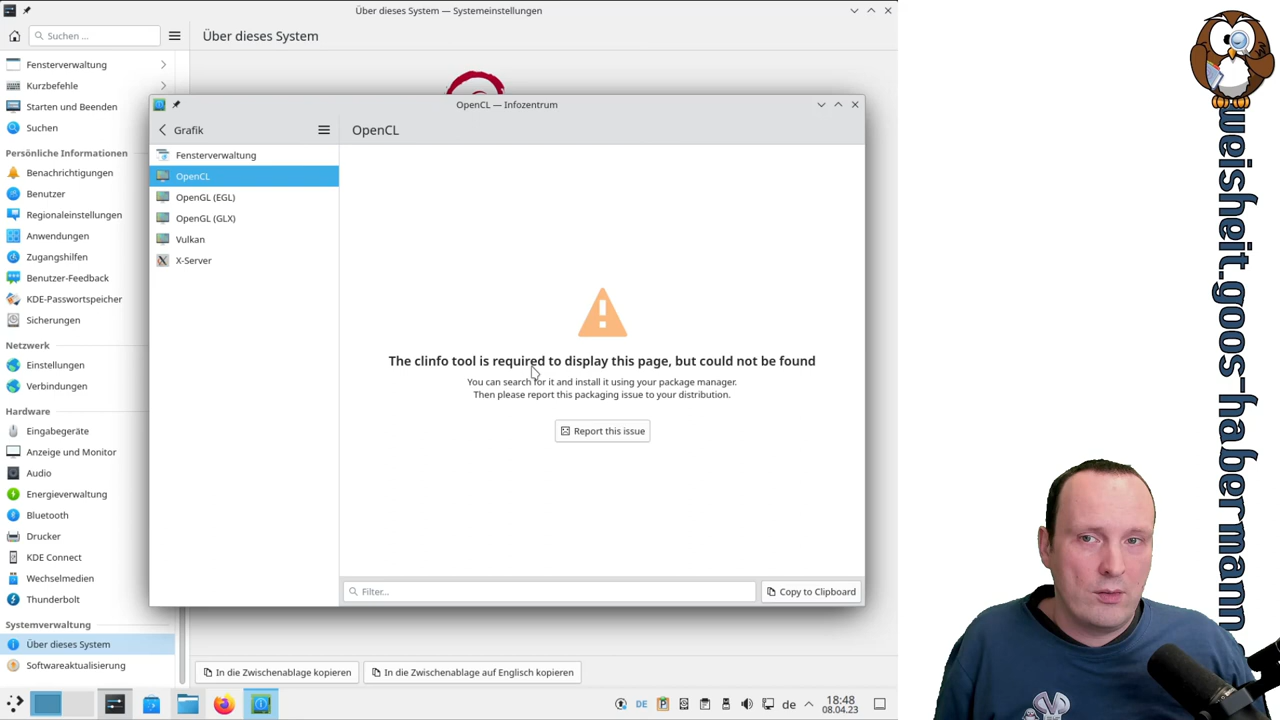 Über dieses System — Systemeinstellungen
Suchen ...
Über dieses System
Fensterverwaltung
Kurzbefehle
Starten und Beenden
Suchen
Persönliche Informationen
Benachrichtigungen
Benutzer
Regionaleinstellungen
Anwendungen
Zugangshilfen
Benutzer-Feedback
KDE-Passwortspeicher
Sicherungen
Netzwerk
Einstellungen
Verbindungen
Hardware
Eingabegeräte
Anzeige und Monitor
Audio
Energieverwaltung
Bluetooth
Drucker
KDE Connect
Wechselmedien
Thunderbolt
Systemverwaltung
Über dieses System
Softwareaktualisierung
OpenCL — Infozentrum
Grafik
OpenCL
Fensterverwaltung
OpenCL
OpenGL (EGL)
OpenGL (GLX)
Vulkan
X-Server
The clinfo tool is required to display this page, but could not be found
You can search for it and install it using your package manager.
Then please report this packaging issue to your distribution.
Report this issue
Filter...
Copy to Clipboard
In die Zwischenablage kopieren
In die Zwischenablage auf Englisch kopieren
DE
de
18:48
08.04.23
weisheit.goos-habermann